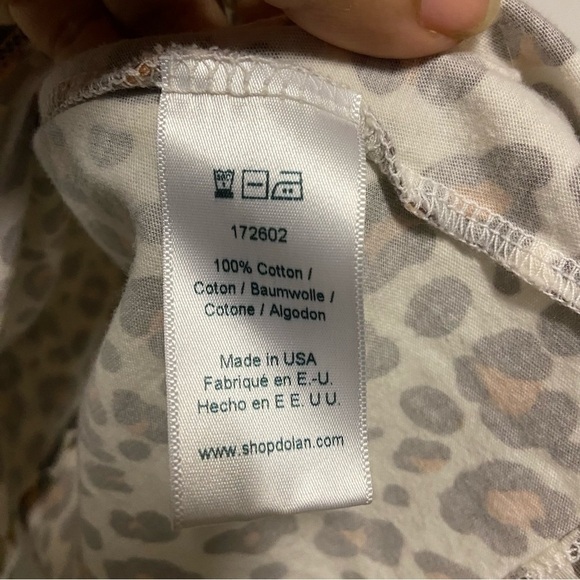 172602
100% Cotton /
Coton / Baumwolle /
Cotone / Algodon
Made in USA
Fabriqué en E.-U.
Hecho en E E. U U.
www.shopdolan.com